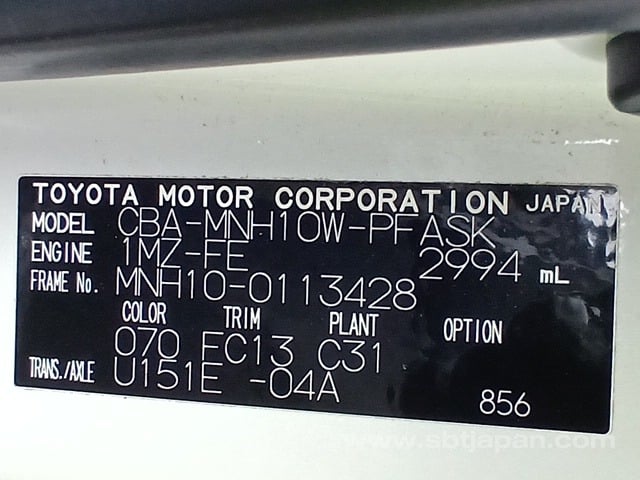 TOYOTA MOTOR CORPORATION JAPAN
MODEL CBA-MNH10W-PFASK
ENGINE 1MZ-FE 2994 mL
FRAME No. MNH10-0113428
COLOR TRIM PLANT OPTION
070 FC13 C31
TRANS./AXLE U151E -04A
856
www.sbtjapan.com